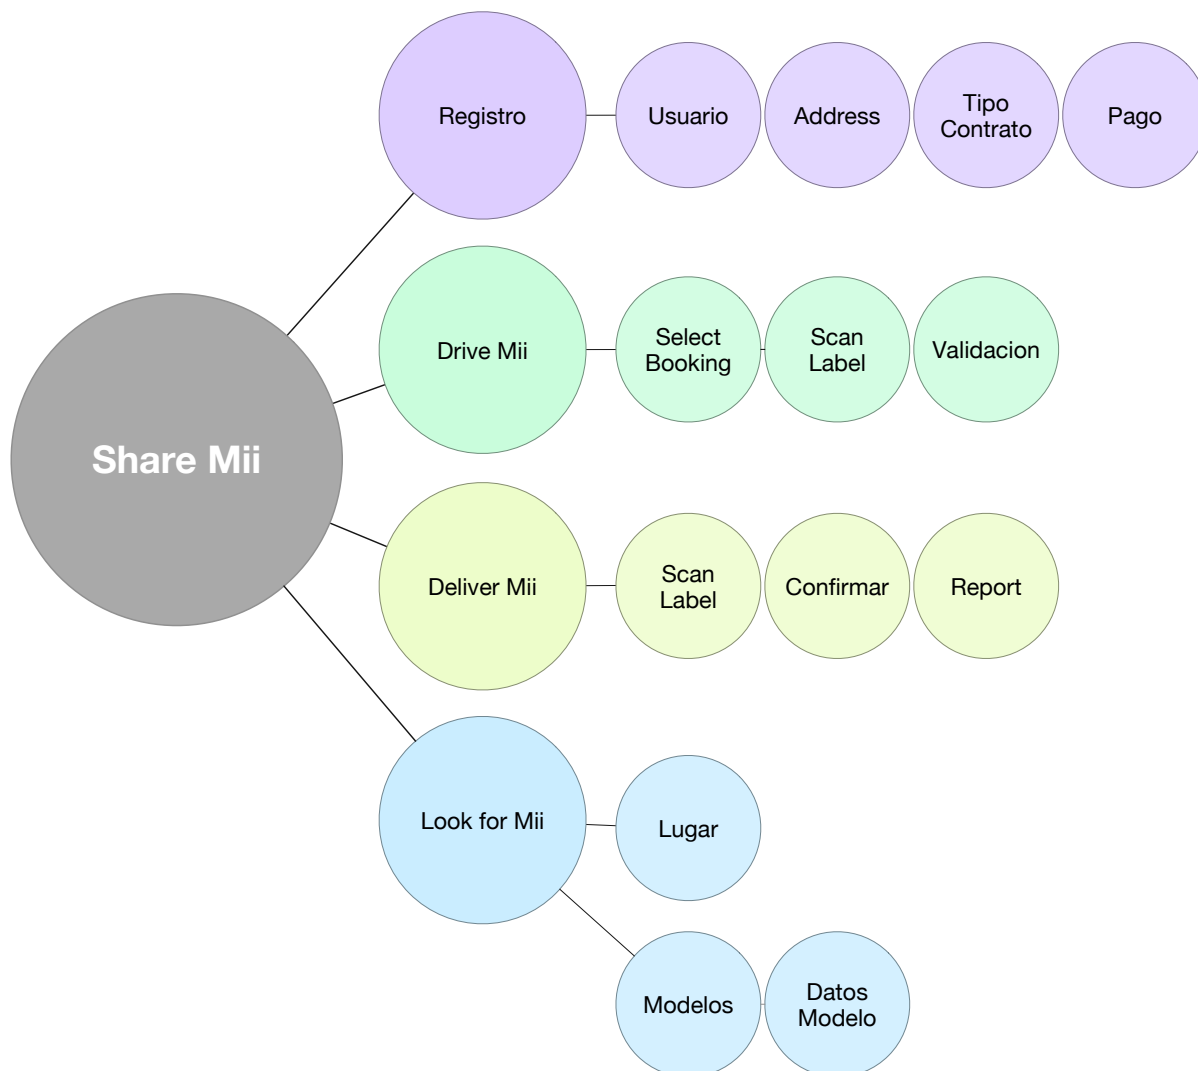 Share Mii
Registro
Usuario
Address
Tipo
Contrato
Pago
Drive Mii
Select
Booking
Scan
Label
Validacion
Deliver Mii
Scan
Label
Confirmar
Report
Look for Mii
Lugar
Modelos
Datos
Modelo